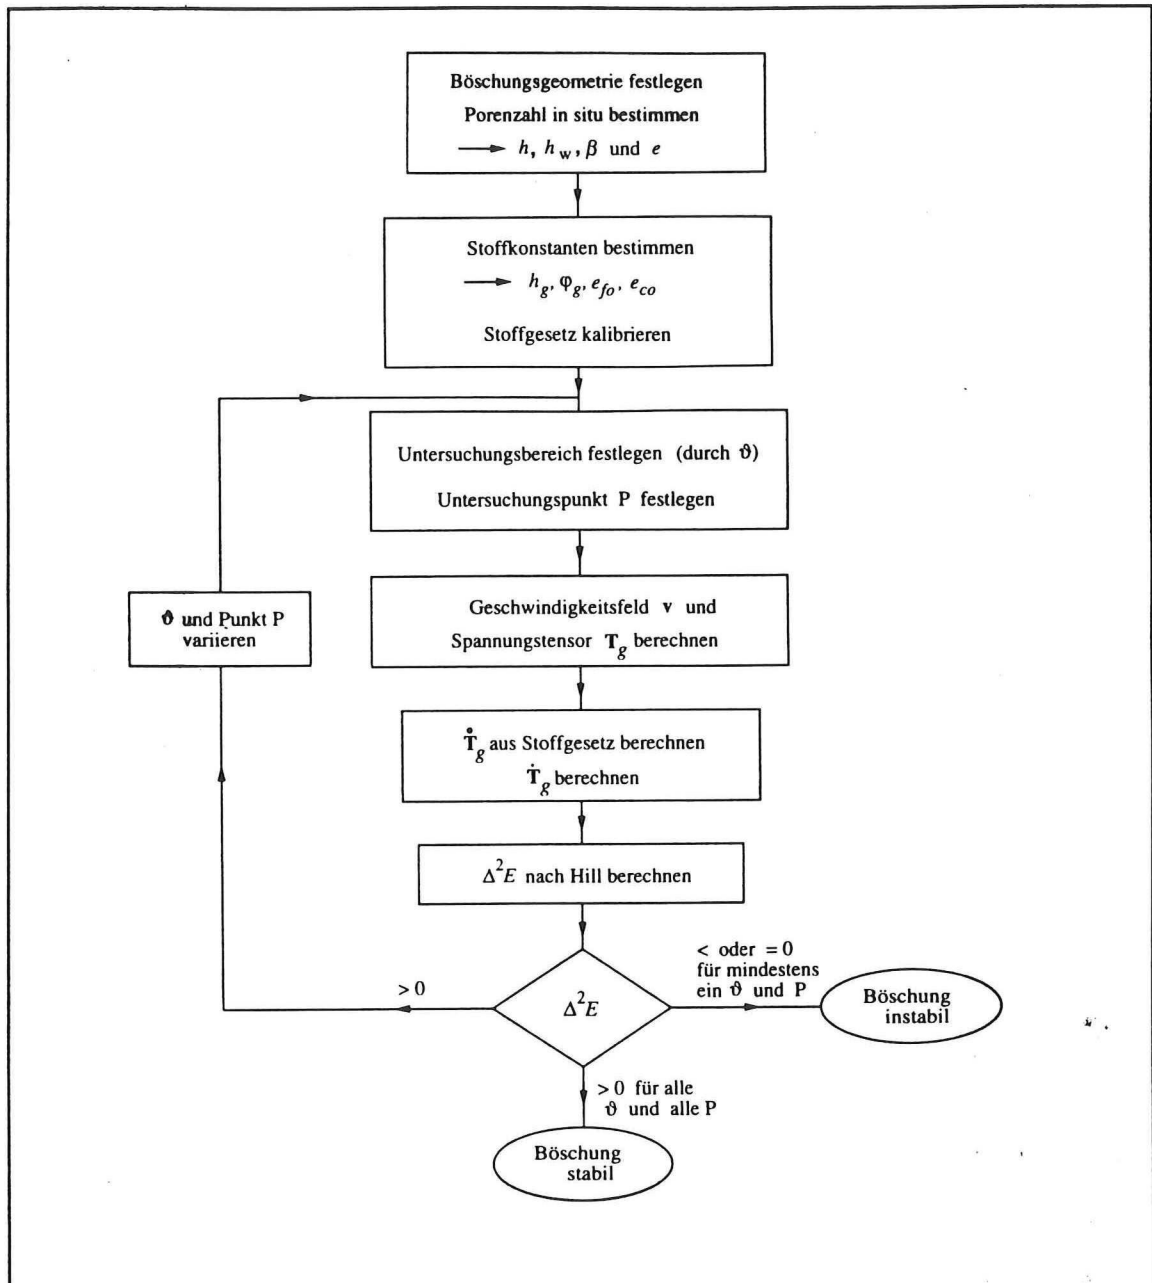 Böschungsgeometrie festlegen
Porenzahl in situ bestimmen
→ h, h_w, β und e
Stoffkonstanten bestimmen
→ h_g, φ_g, e_fo, e_co
Stoffgesetz kalibrieren
Untersuchungsbereich festlegen (durch ϑ)
Untersuchungspunkt P festlegen
Geschwindigkeitsfeld v und
Spannungstensor T_g berechnen
ϑ und Punkt P
variieren
T̊_g aus Stoffgesetz berechnen
Ṫ_g berechnen
Δ²E nach Hill berechnen
> 0
Δ²E
< oder = 0
für mindestens
ein ϑ und P
Böschung
instabil
> 0 für alle
ϑ und alle P
Böschung
stabil